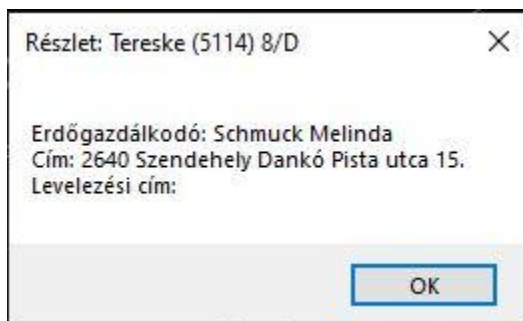 Részlet: Tereske (5114) 8/D
Erdőgazdálkodó: Schmuck Melinda
Cím: 2640 Szendehely Dankó Pista utca 15.
Levelezési cím:
OK